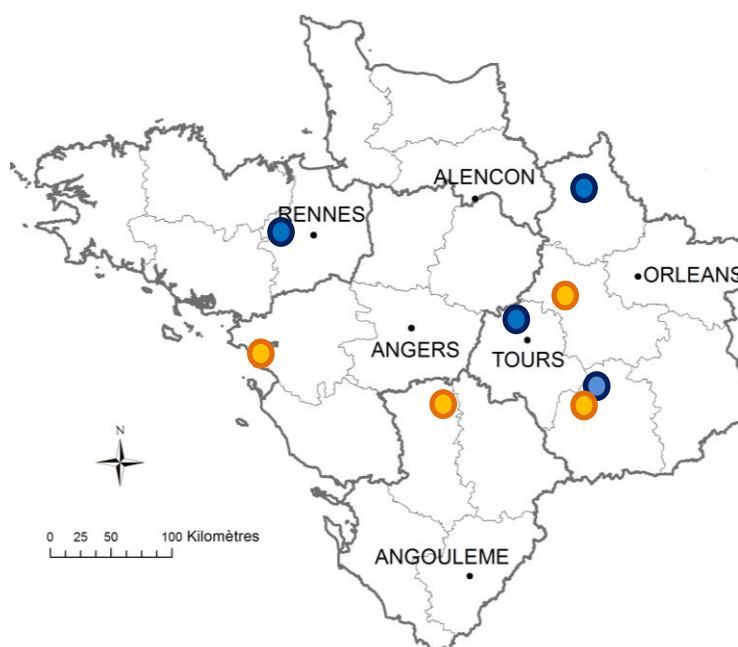 ALENCON
RENNES
ORLEANS
ANGERS
TOURS
N
0 25 50 100 Kilomètres
ANGOULEME